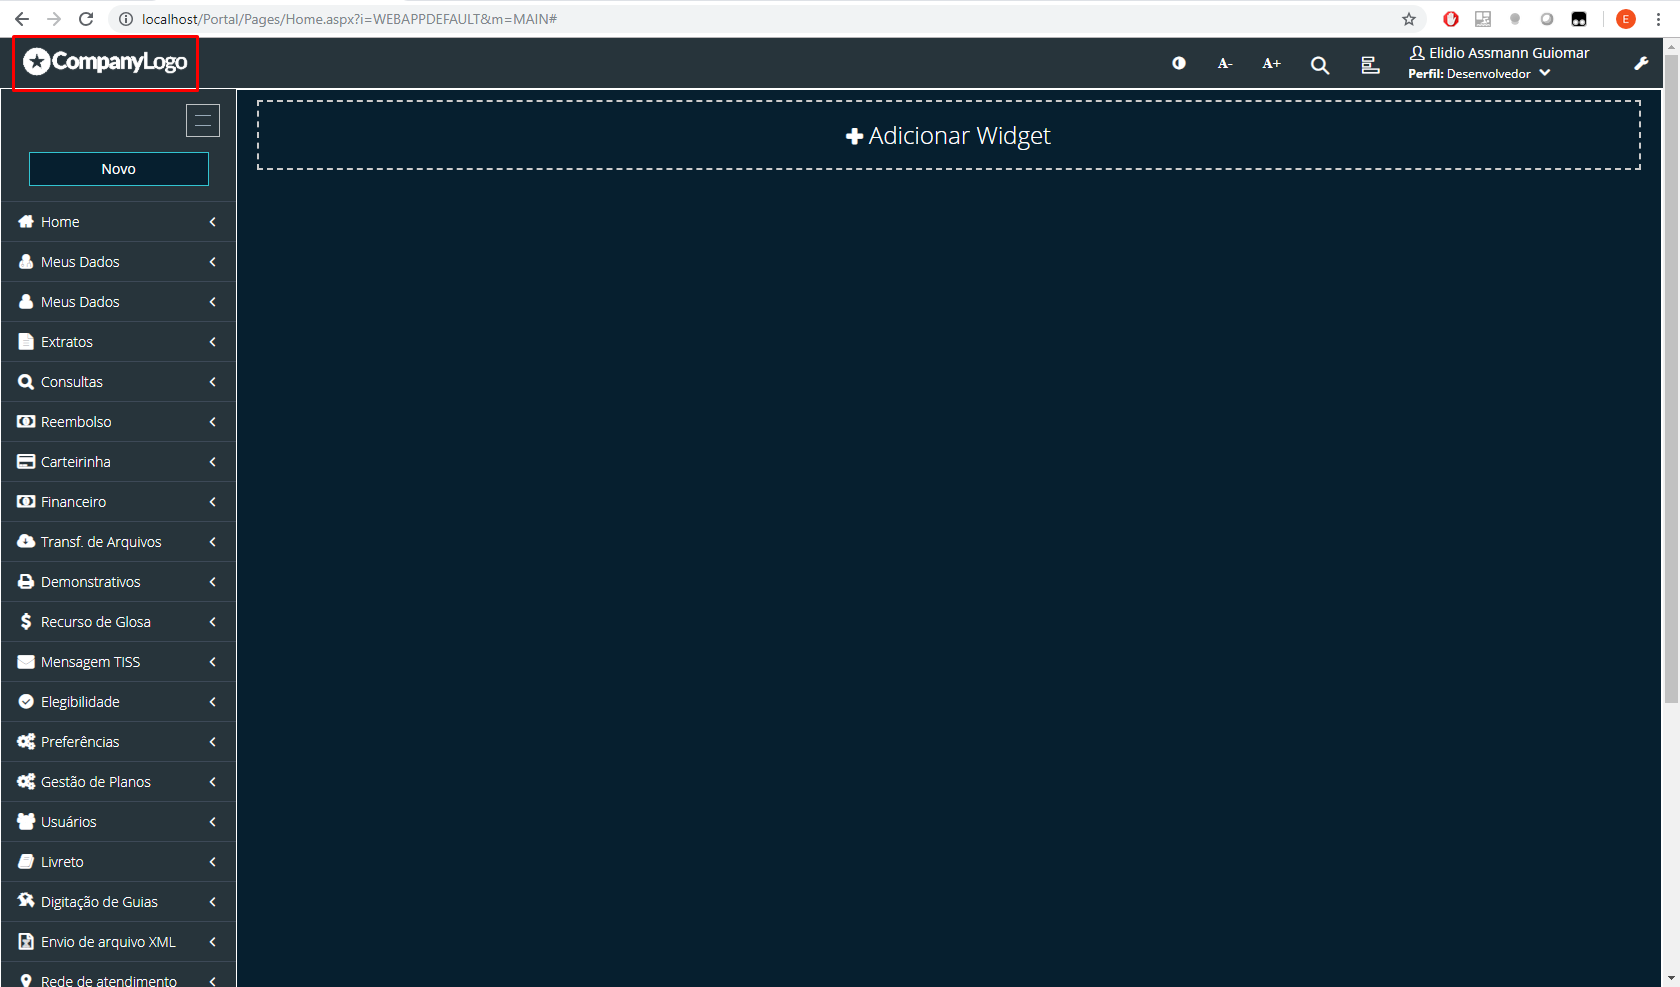 localhost/Portal/Pages/Home.aspx?i=WEBAPPDEFAULT&m=MAIN#
E
CompanyLogo
A-
A+
Elidio Assmann Guiomar
Perfil: Desenvolvedor
Adicionar Widget
Novo
Home
Meus Dados
Meus Dados
Extratos
Consultas
Reembolso
Carteirinha
Financeiro
Transf. de Arquivos
Demonstrativos
Recurso de Glosa
Mensagem TISS
Elegibilidade
Preferências
Gestão de Planos
Usuários
Livreto
Digitação de Guias
Envio de arquivo XML
Rede de atendimento